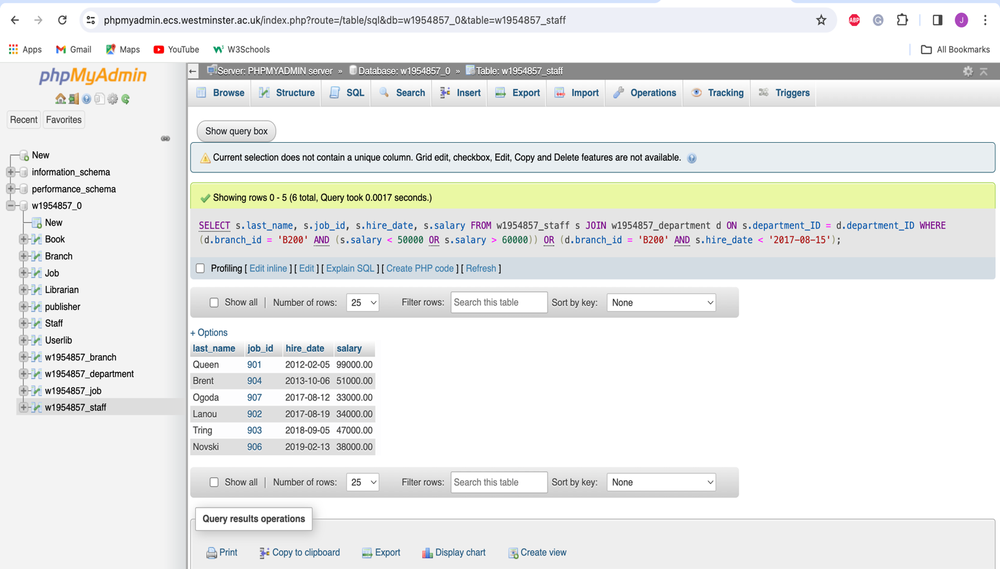 phpmyadmin.ecs.westminster.ac.uk/index.php?route=/table/sql&db=w1954857_0&table=w1954857_staff
ABP
G
J
Apps
Gmail
Maps
YouTube
W3Schools
All Bookmarks
phpMyAdmin
Recent
Favorites
New
information_schema
performance_schema
w1954857_0
New
Book
Branch
Job
Librarian
publisher
Staff
Userlib
w1954857_branch
w1954857_department
w1954857_job
w1954857_staff
Server: PHPMYADMIN server » Database: w1954857_0 » Table: w1954857_staff
Browse Structure SQL Search Insert Export Import Operations Tracking Triggers
Show query box
Current selection does not contain a unique column. Grid edit, checkbox, Edit, Copy and Delete features are not available.
Showing rows 0 - 5 (6 total, Query took 0.0017 seconds.)
SELECT s.last_name, s.job_id, s.hire_date, s.salary FROM w1954857_staff s JOIN w1954857_department d ON s.department_ID = d.department_ID WHERE
(d.branch_id = 'B200' AND (s.salary < 50000 OR s.salary > 60000)) OR (d.branch_id = 'B200' AND s.hire_date < '2017-08-15');
Profiling [ Edit inline ] [ Edit ] [ Explain SQL ] [ Create PHP code ] [ Refresh ]
Show all | Number of rows: 25 Filter rows: Search this table Sort by key: None
+ Options
last_name job_id hire_date salary
Queen 901 2012-02-05 99000.00
Brent 904 2013-10-06 51000.00
Ogoda 907 2017-08-12 33000.00
Lanou 902 2017-08-19 34000.00
Tring 903 2018-09-05 47000.00
Novski 906 2019-02-13 38000.00
Show all | Number of rows: 25 Filter rows: Search this table Sort by key: None
Query results operations
Print Copy to clipboard Export Display chart Create view